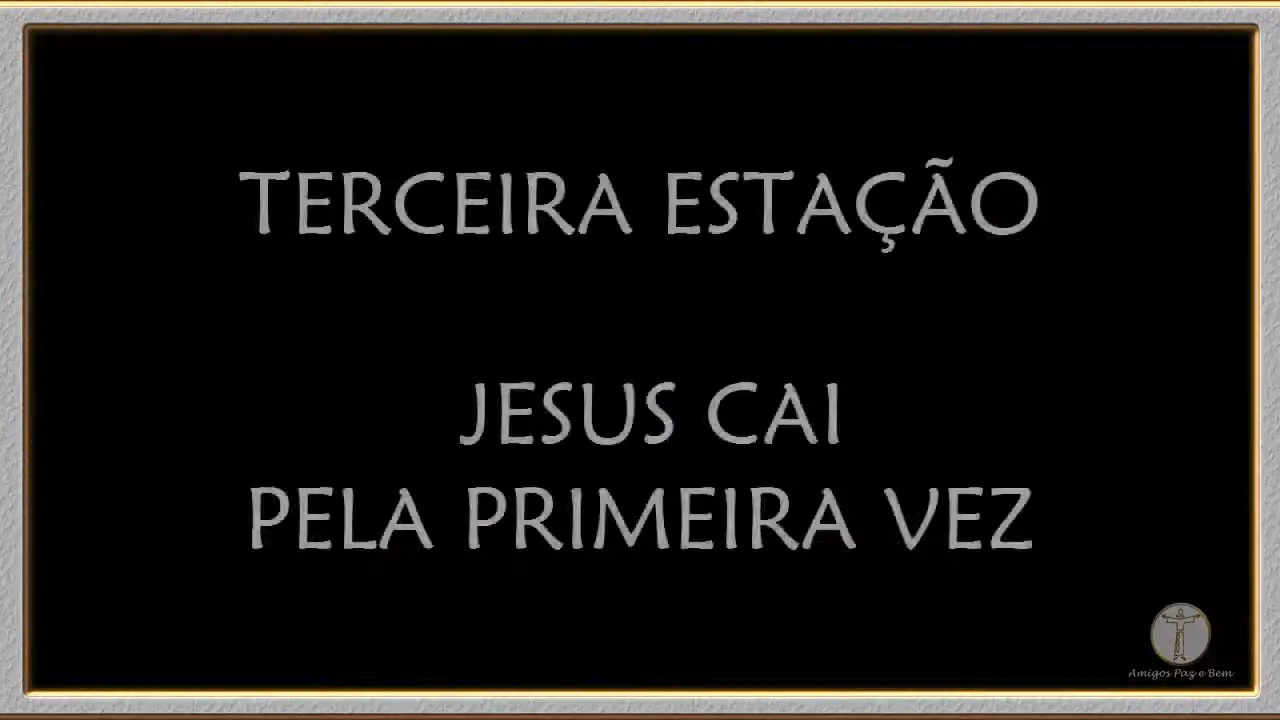 TERCEIRA ESTAÇÃO
JESUS CAI
PELA PRIMEIRA VEZ
Amigos Paz e Bem